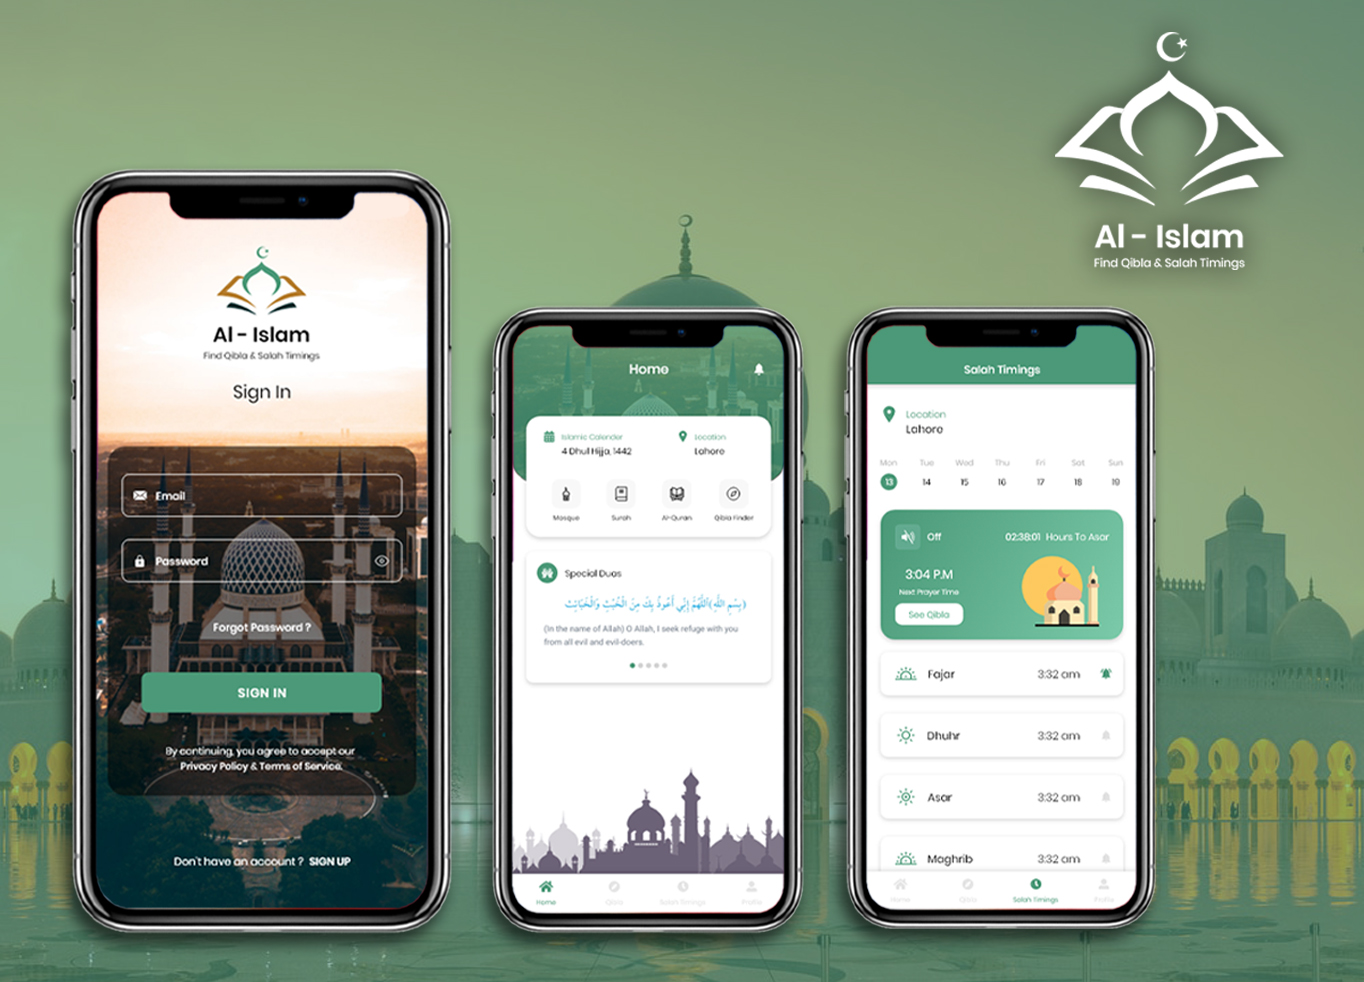 Al - Islam
Find Qibla & Salah Timings
Al - Islam
Find Qibla & Salah Timings
Sign In
Email
Password
Forgot Password ?
SIGN IN
By continuing, you agree to accept our
Privacy Policy & Terms of Service.
Don't have an account ? SIGN UP
Home
Islamic Calender
4 Dhul Hijja, 1442
Location
Lahore
Mosque
Surah
Al-Quran
Qibla Finder
Special Duas
(بِسْمِ اللَّهِ) اَللَّهُمَّ إِنِّي أَعُوذُ بِكَ مِنَ الْخُبْثِ وَالْخَبَائِثِ
(In the name of Allah) O Allah, I seek refuge with you
from all evil and evil-doers.
Home
Qibla
Salah Timings
Profile
Salah Timings
Location
Lahore
Mon Tue Wed Thu Fri Sat Sun
13 14 15 16 17 18 19
Off
02:38:01 Hours To Asar
3:04 P.M
Next Prayer Time
See Qibla
Fajar 3:32 am
Dhuhr 3:32 am
Asar 3:32 am
Maghrib 3:32 am
Home
Qibla
Salah Timings
Profile